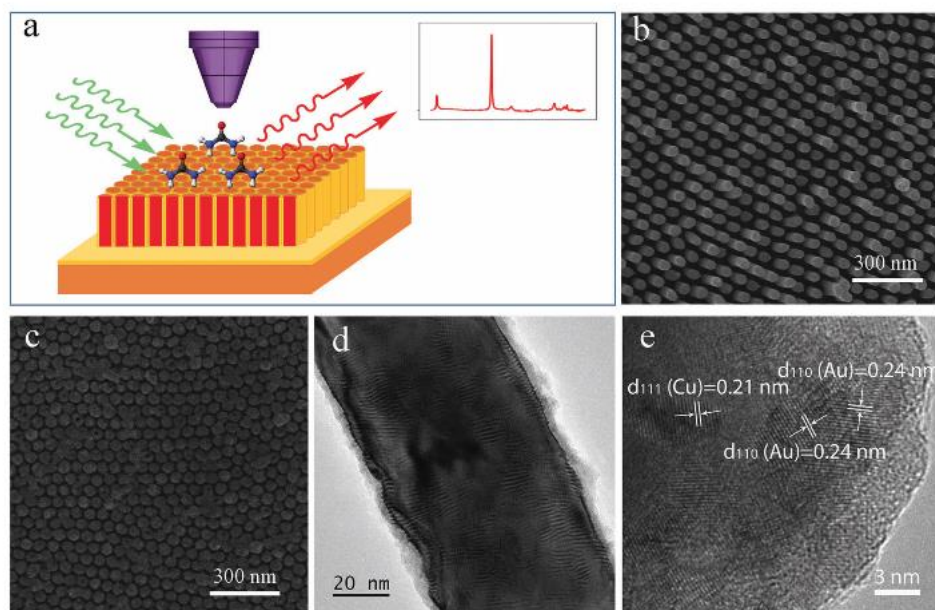 a
b
300 nm
c
300 nm
d
20 nm
e
d₁₁₁ (Cu)=0.21 nm
d₁₁₀ (Au)=0.24 nm
d₁₁₀ (Au)=0.24 nm
3 nm